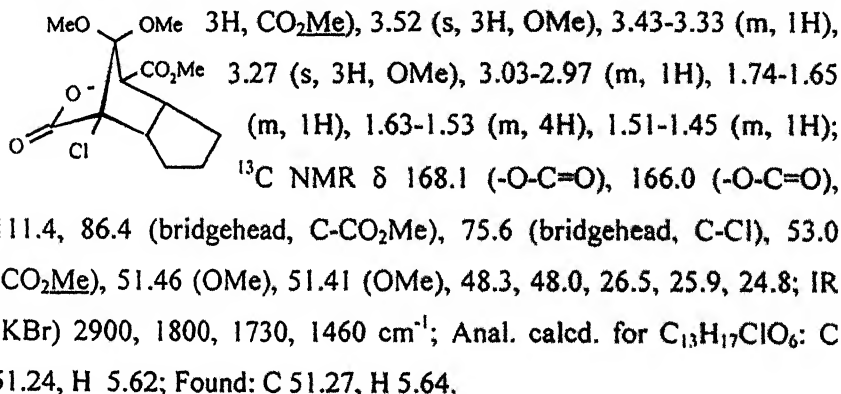 MeO OMe 3H, CO₂Me), 3.52 (s, 3H, OMe), 3.43-3.33 (m, 1H),
CO₂Me 3.27 (s, 3H, OMe), 3.03-2.97 (m, 1H), 1.74-1.65
O
O Cl (m, 1H), 1.63-1.53 (m, 4H), 1.51-1.45 (m, 1H);
¹³C NMR δ 168.1 (-O-C=O), 166.0 (-O-C=O),
11.4, 86.4 (bridgehead, C-CO₂Me), 75.6 (bridgehead, C-Cl), 53.0
CO₂Me), 51.46 (OMe), 51.41 (OMe), 48.3, 48.0, 26.5, 25.9, 24.8; IR
KBr) 2900, 1800, 1730, 1460 cm⁻¹; Anal. calcd. for C₁₃H₁₇ClO₆: C
51.24, H 5.62; Found: C 51.27, H 5.64.